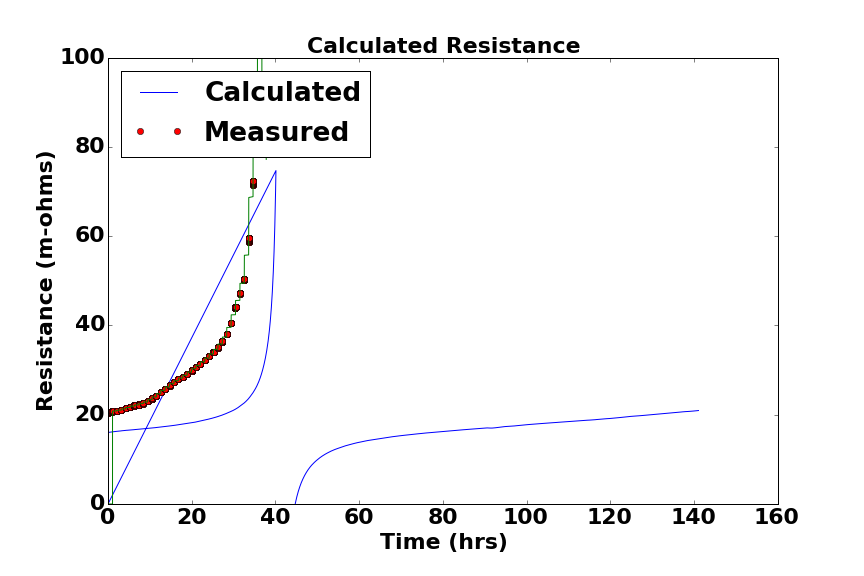 Calculated Resistance
100
80
60
40
20
0
Resistance (m-ohms)
Calculated
Measured
0 20 40 60 80 100 120 140 160
Time (hrs)